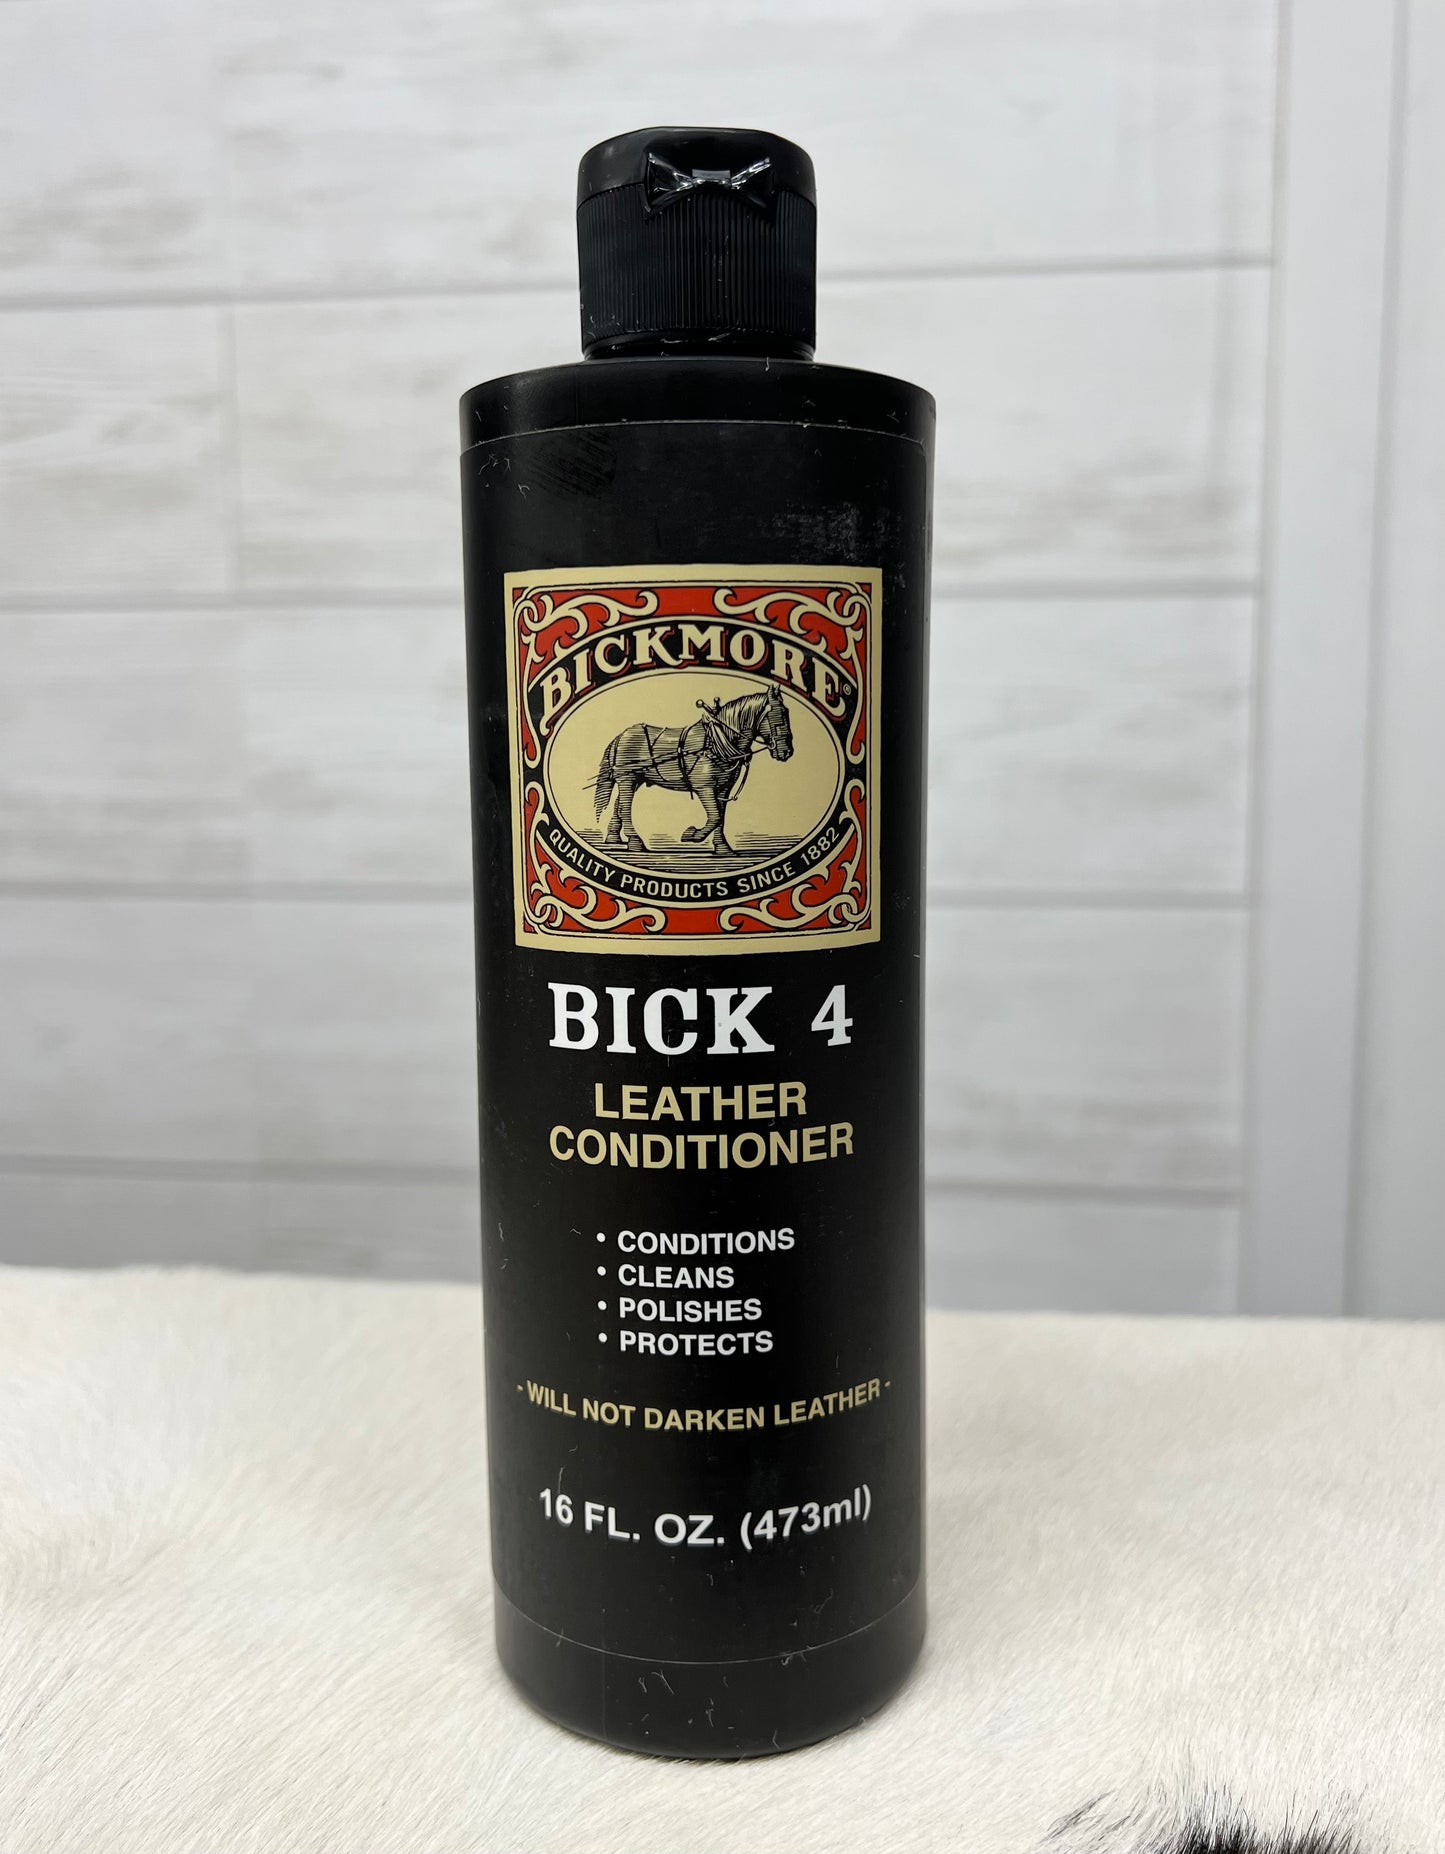 BICKMORE®
QUALITY PRODUCTS SINCE 1882
BICK 4
LEATHER
CONDITIONER
• CONDITIONS
• CLEANS
• POLISHES
• PROTECTS
- WILL NOT DARKEN LEATHER -
16 FL. OZ. (473ml)